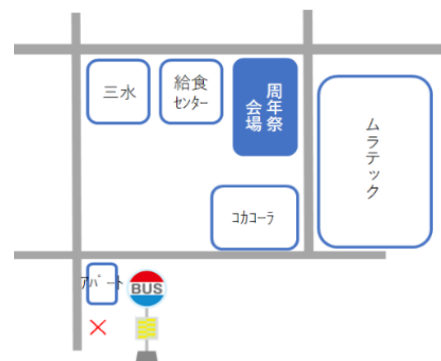 三水
給食
センター
周年祭
会場
ムラテック
コカコーラ
アパート
BUS